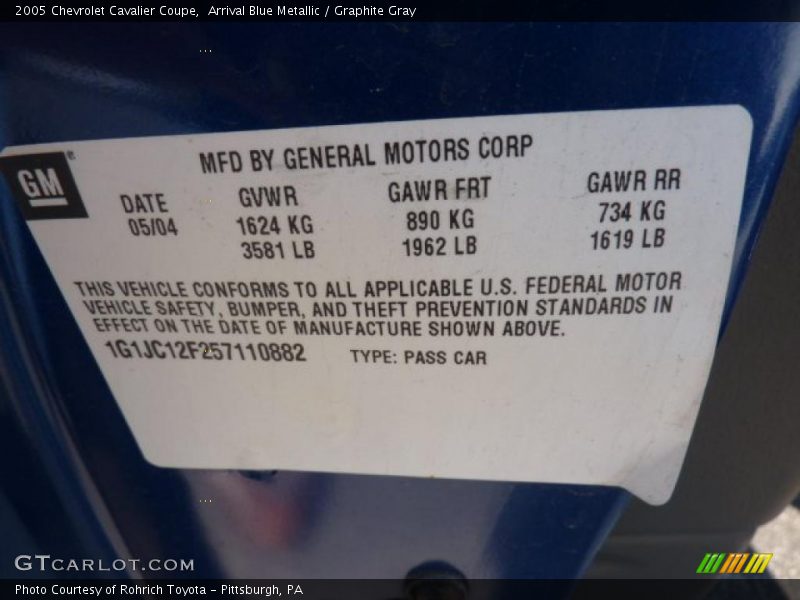 2005 Chevrolet Cavalier Coupe,  Arrival Blue Metallic / Graphite Gray
MFD BY GENERAL MOTORS CORP
GM®
DATE GVWR GAWR FRT GAWR RR
05/04 1624 KG 890 KG 734 KG
3581 LB 1962 LB 1619 LB
THIS VEHICLE CONFORMS TO ALL APPLICABLE U.S. FEDERAL MOTOR
VEHICLE SAFETY, BUMPER, AND THEFT PREVENTION STANDARDS IN
EFFECT ON THE DATE OF MANUFACTURE SHOWN ABOVE.
1G1JC12F257110882 TYPE: PASS CAR
GTCARLOT.COM
Photo Courtesy of Rohrich Toyota - Pittsburgh, PA